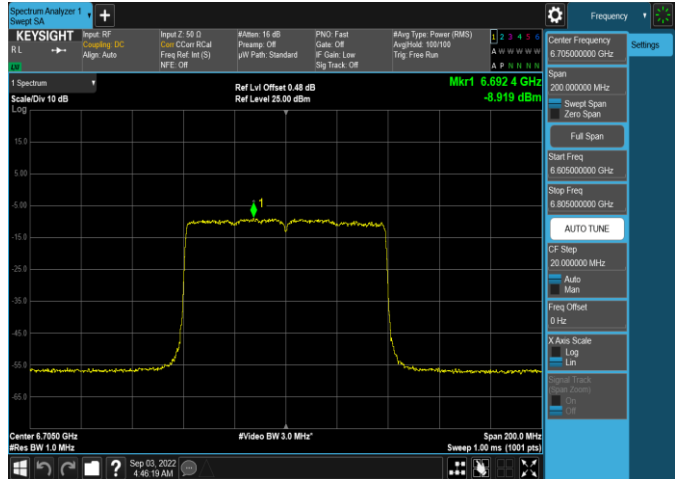 Spectrum Analyzer 1
Swept SA
+
Frequency
KEYSIGHT
RL
Input: RF
Coupling: DC
Align: Auto
Input Z: 50 Ω
Corr CCorr RCal
Freq Ref: Int (S)
NFE: Off
#Atten: 16 dB
Preamp: Off
µW Path: Standard
PNO: Fast
Gate: Off
IF Gain: Low
Sig Track: Off
#Avg Type: Power (RMS)
Avg|Hold: 100/100
Trig: Free Run
1 2 3 4 5 6
A W W W W W
A P N N N N
Center Frequency
6.705000000 GHz
Settings
1 Spectrum
Scale/Div 10 dB
Log
Ref Lvl Offset 0.48 dB
Ref Level 25.00 dBm
Mkr1 6.692 4 GHz
-8.919 dBm
Span
200.000000 MHz
Swept Span
Zero Span
Full Span
Start Freq
6.605000000 GHz
Stop Freq
6.805000000 GHz
AUTO TUNE
CF Step
20.000000 MHz
Auto
Man
Freq Offset
0 Hz
X Axis Scale
Log
Lin
Signal Track
(Span Zoom)
On
Off
15.0
5.00
-5.00
-15.0
-25.0
-35.0
-45.0
-55.0
-65.0
1
Center 6.7050 GHz
#Res BW 1.0 MHz
#Video BW 3.0 MHz*
Span 200.0 MHz
Sweep 1.00 ms (1001 pts)
?
Sep 03, 2022
4:46:19 AM